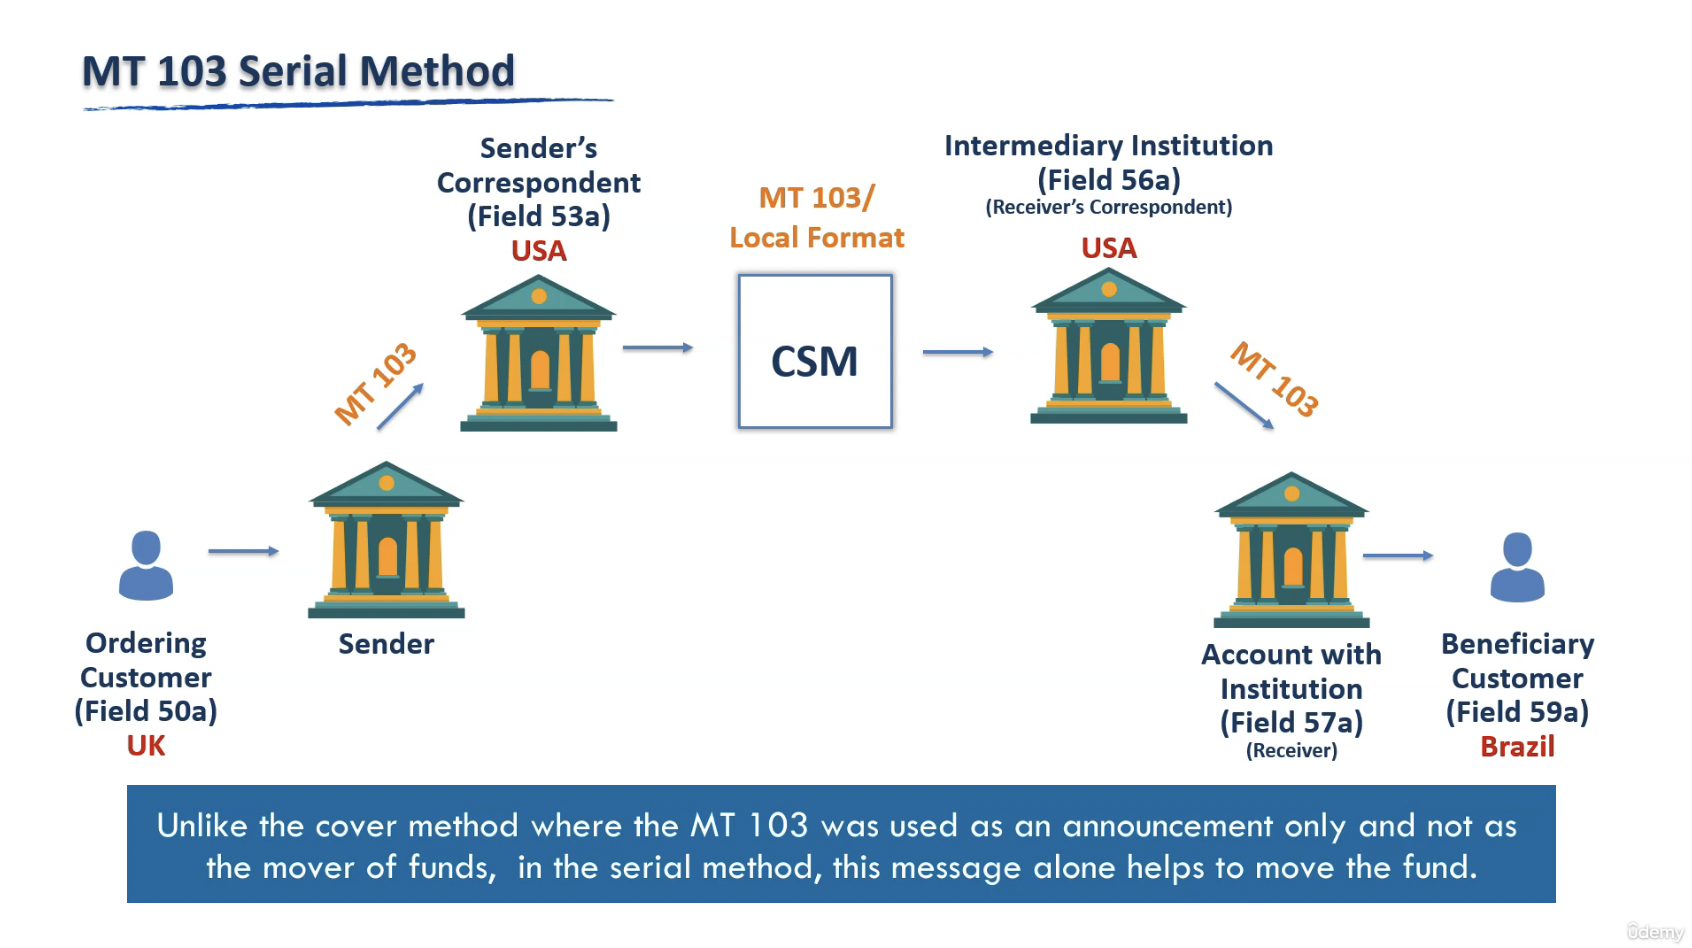 MT 103 Serial Method
Sender’s
Correspondent
(Field 53a)
USA
MT 103/
Local Format
Intermediary Institution
(Field 56a)
(Receiver’s Correspondent)
USA
MT 103
CSM
MT 103
Ordering
Customer
(Field 50a)
UK
Sender
Account with
Institution
(Field 57a)
(Receiver)
Beneficiary
Customer
(Field 59a)
Brazil
Unlike the cover method where the MT 103 was used as an announcement only and not as
the mover of funds,  in the serial method, this message alone helps to move the fund.
ûdemy